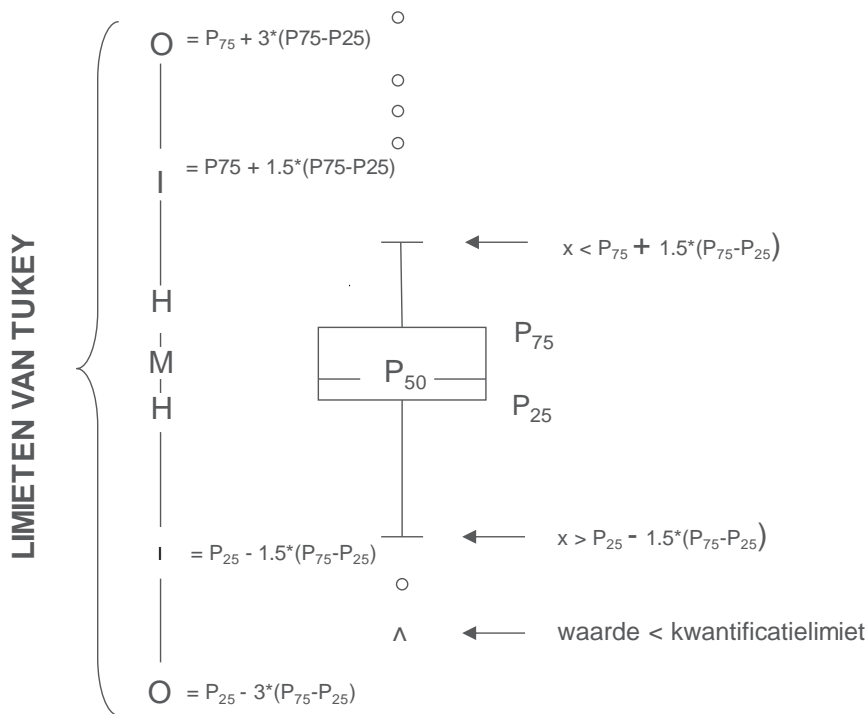 LIMIETEN VAN TUKEY
O = P75 + 3*(P75-P25)
I = P75 + 1.5*(P75-P25)
H
M
H
I = P25 - 1.5*(P75-P25)
O = P25 - 3*(P75-P25)
x < P75 + 1.5*(P75-P25)
P75
P50
P25
x > P25 - 1.5*(P75-P25)
^ waarde < kwantificatielimiet